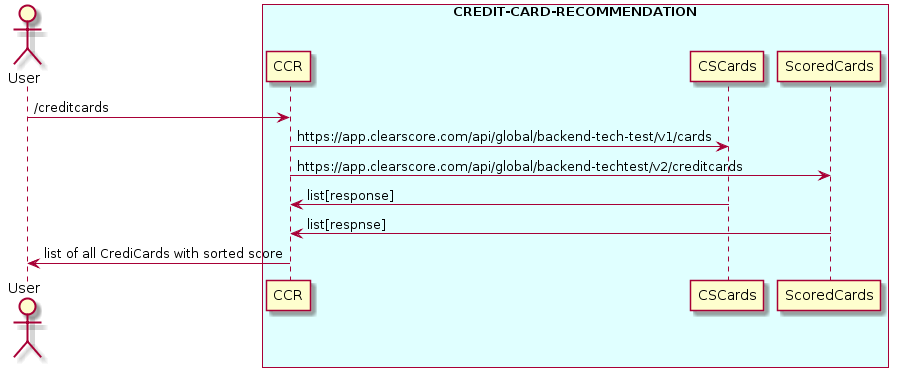 CREDIT-CARD-RECOMMENDATION
User
CCR
CSCards
ScoredCards
/creditcards
https://app.clearscore.com/api/global/backend-tech-test/v1/cards
https://app.clearscore.com/api/global/backend-techtest/v2/creditcards
list[response]
list[respnse]
list of all CrediCards with sorted score
User
CCR
CSCards
ScoredCards